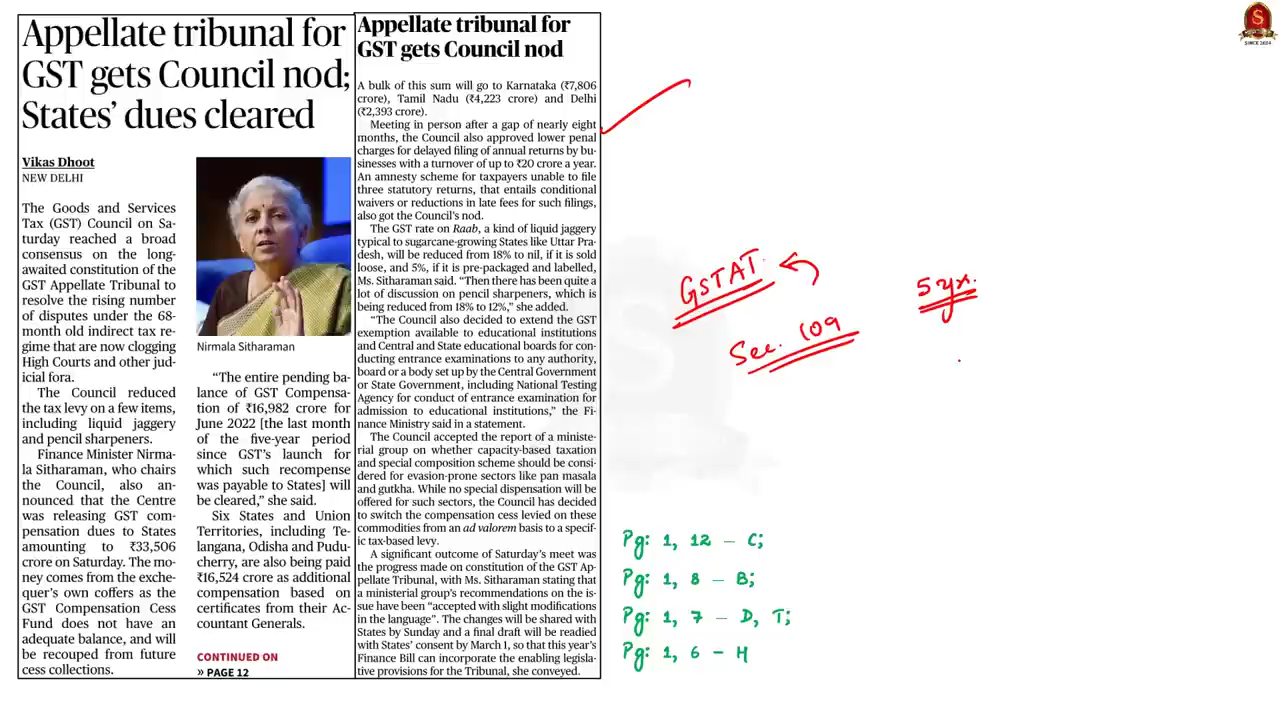 Appellate tribunal for
GST gets Council nod;
States’ dues cleared
Vikas Dhoot
NEW DELHI
The Goods and Services
Tax (GST) Council on Sa-
turday reached a broad
consensus on the long-
awaited constitution of the
GST Appellate Tribunal to
resolve the rising number
of disputes under the 68-
month old indirect tax re-
gime that are now clogging
High Courts and other jud-
icial fora.
The Council reduced
the tax levy on a few items,
including liquid jaggery
and pencil sharpeners.
Finance Minister Nirma-
la Sitharaman, who chairs
the Council, also an-
nounced that the Centre
was releasing GST com-
pensation dues to States
amounting to ₹33,506
crore on Saturday. The mo-
ney comes from the exche-
quer’s own coffers as the
GST Compensation Cess
Fund does not have an
adequate balance, and will
be recouped from future
cess collections.
Nirmala Sitharaman
“The entire pending ba-
lance of GST Compensa-
tion of ₹16,982 crore for
June 2022 [the last month
of the five-year period
since GST’s launch for
which such recompense
was payable to States] will
be cleared,” she said.
Six States and Union
Territories, including Te-
langana, Odisha and Pudu-
cherry, are also being paid
₹16,524 crore as additional
compensation based on
certificates from their Ac-
countant Generals.
CONTINUED ON
» PAGE 12
Appellate tribunal for
GST gets Council nod
A bulk of this sum will go to Karnataka (₹7,806
crore), Tamil Nadu (₹4,223 crore) and Delhi
(₹2,393 crore).
Meeting in person after a gap of nearly eight
months, the Council also approved lower penal
charges for delayed filing of annual returns by bu-
sinesses with a turnover of up to ₹20 crore a year.
An amnesty scheme for taxpayers unable to file
three statutory returns, that entails conditional
waivers or reductions in late fees for such filings,
also got the Council’s nod.
The GST rate on Raab, a kind of liquid jaggery
typical to sugarcane-growing States like Uttar Pra-
desh, will be reduced from 18% to nil, if it is sold
loose, and 5%, if it is pre-packaged and labelled,
Ms. Sitharaman said. “Then there has been quite a
lot of discussion on pencil sharpeners, which is
being reduced from 18% to 12%,” she added.
“The Council also decided to extend the GST
exemption available to educational institutions
and Central and State educational boards for con-
ducting entrance examinations to any authority,
board or a body set up by the Central Government
or State Government, including National Testing
Agency for conduct of entrance examination for
admission to educational institutions,” the Fi-
nance Ministry said in a statement.
The Council accepted the report of a ministe-
rial group on whether capacity-based taxation
and special composition scheme should be consi-
dered for evasion-prone sectors like pan masala
and gutkha. While no special dispensation will be
offered for such sectors, the Council has decided
to switch the compensation cess levied on these
commodities from an ad valorem basis to a specif-
ic tax-based levy.
A significant outcome of Saturday’s meet was
the progress made on constitution of the GST Ap-
pellate Tribunal, with Ms. Sitharaman stating that
a ministerial group’s recommendations on the is-
sue have been “accepted with slight modifications
in the language”. The changes will be shared with
States by Sunday and a final draft will be readied
with States’ consent by March 1, so that this year’s
Finance Bill can incorporate the enabling legisla-
tive provisions for the Tribunal, she conveyed.
GSTAT.
Sec. 109
5 yr.
Pg: 1, 12 – C;
Pg: 1, 8 – B;
Pg: 1, 7 – D, T;
Pg: 1, 6 – H
S
SINCE 2004